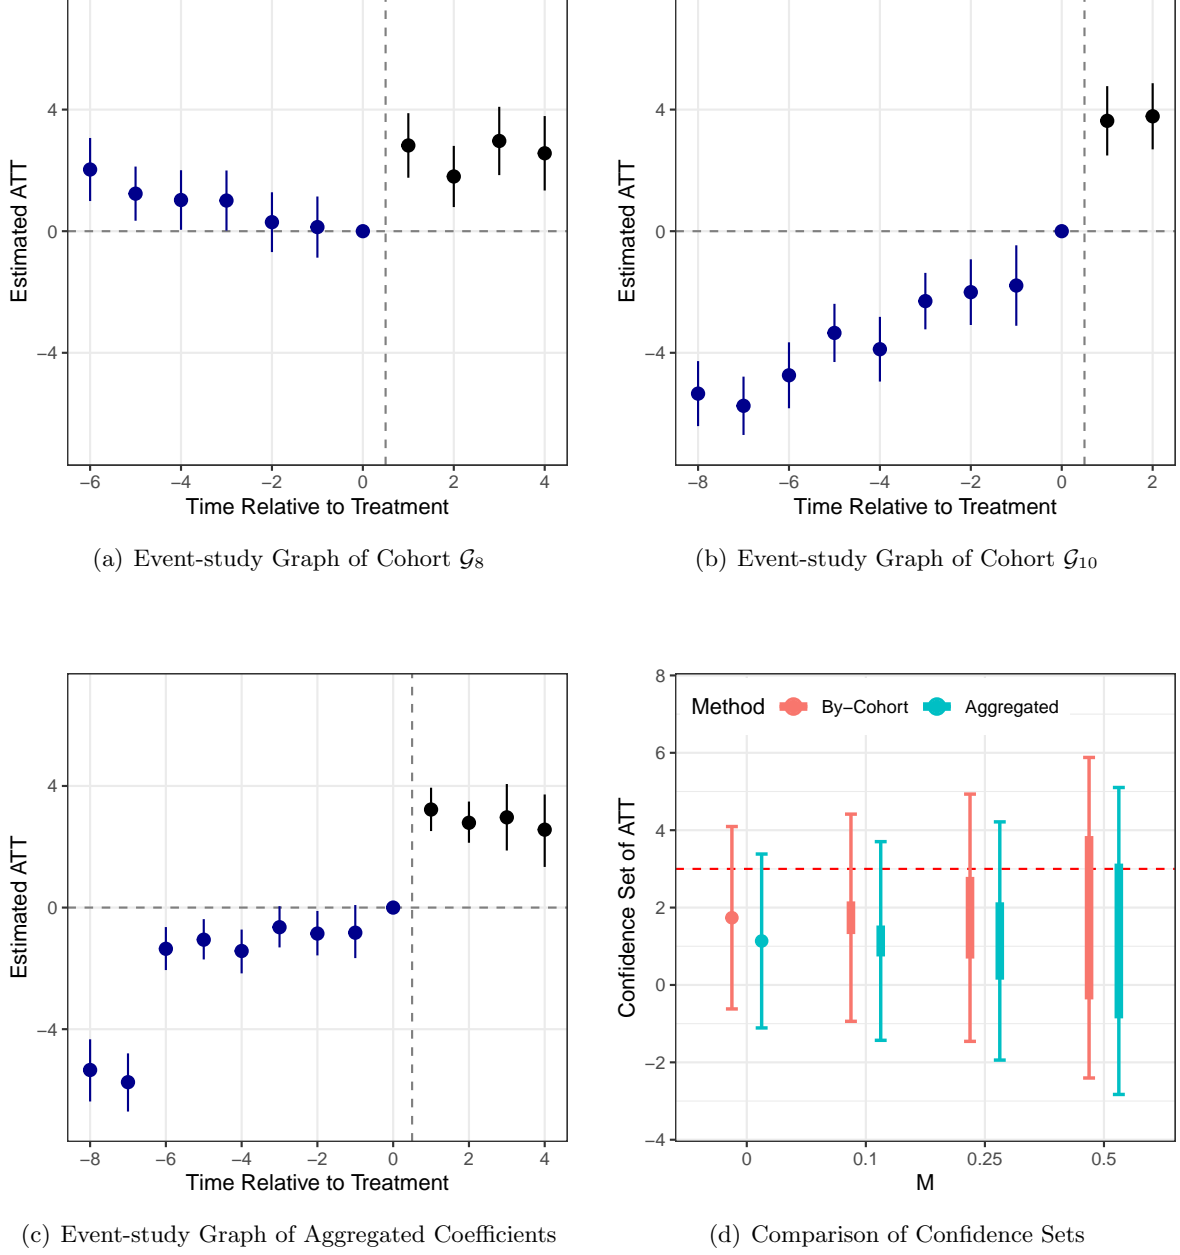 Estimated ATT
4
0
−4
−6 −4 −2 0 2 4
Time Relative to Treatment
(a) Event-study Graph of Cohort 𝒢₈
Estimated ATT
4
0
−4
−8 −6 −4 −2 0 2
Time Relative to Treatment
(b) Event-study Graph of Cohort 𝒢₁₀
Estimated ATT
4
0
−4
−8 −6 −4 −2 0 2 4
Time Relative to Treatment
(c) Event-study Graph of Aggregated Coefficients
Confidence Set of ATT
8
6
4
2
0
−2
−4
Method By−Cohort Aggregated
0 0.1 0.25 0.5
M
(d) Comparison of Confidence Sets